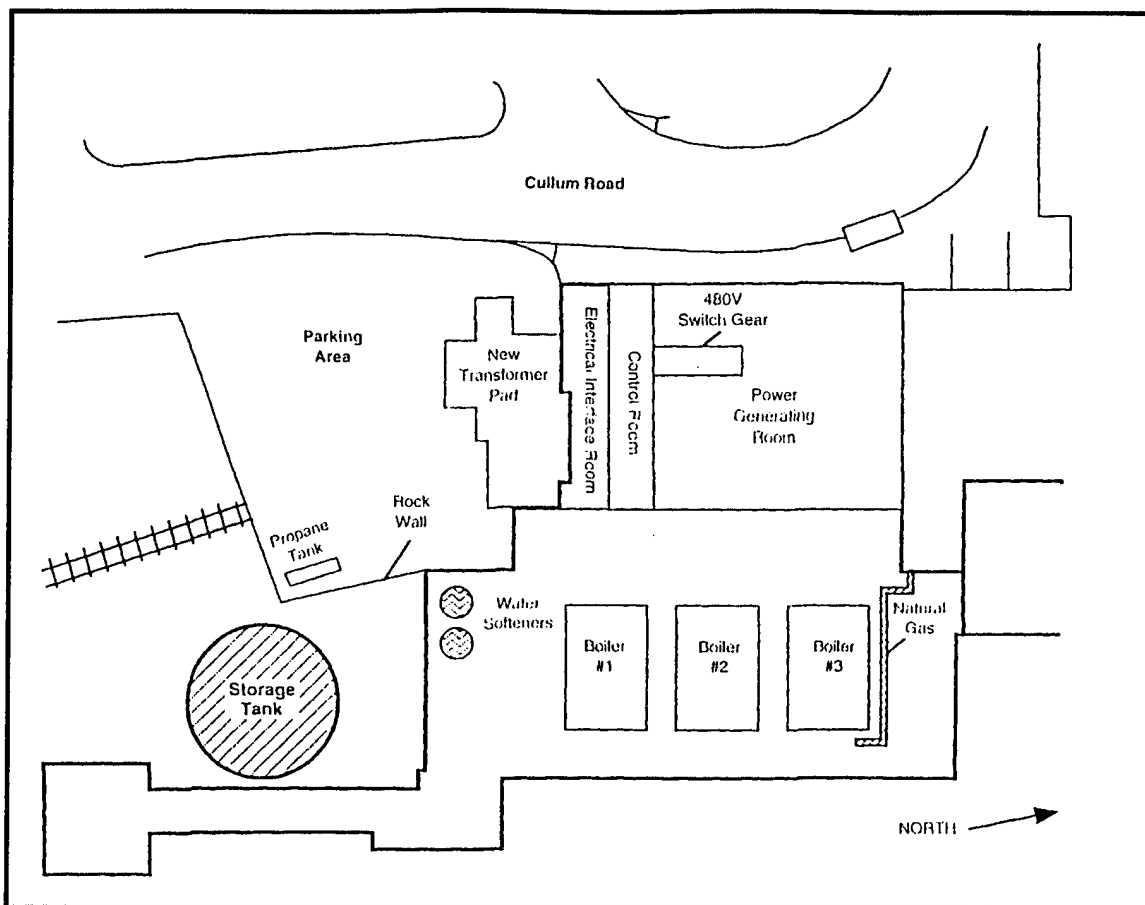 Cullum Road
480V
Switch Gear
Parking
Area
New
Transformer
Pad
Electrical Interface Room
Control Room
Power
Generating
Room
Rock
Wall
Propane
Tank
Water
Softeners
Natural
Gas
Boiler
#1
Boiler
#2
Boiler
#3
Storage
Tank
NORTH